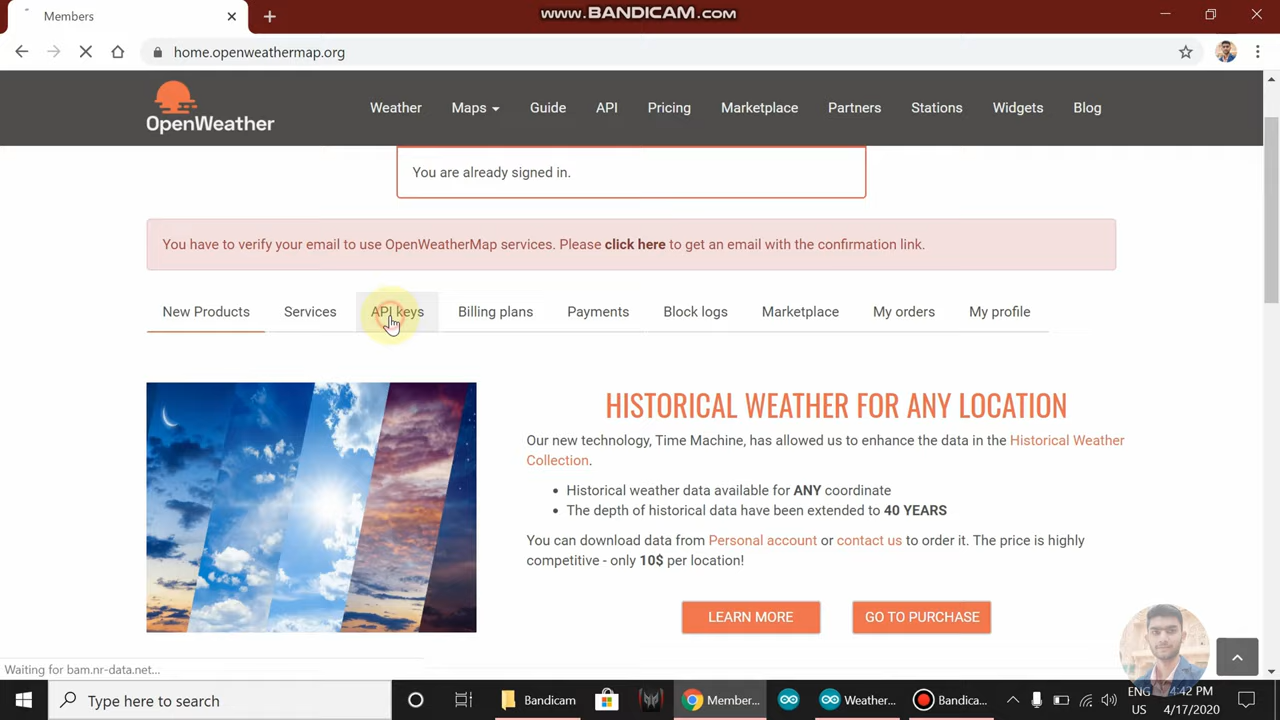 Members
www.BANDICAM.com
home.openweathermap.org
OpenWeather
Weather Maps Guide API Pricing Marketplace Partners Stations Widgets Blog
You are already signed in.
You have to verify your email to use OpenWeatherMap services. Please click here to get an email with the confirmation link.
New Products Services API keys Billing plans Payments Block logs Marketplace My orders My profile
HISTORICAL WEATHER FOR ANY LOCATION
Our new technology, Time Machine, has allowed us to enhance the data in the Historical Weather
Collection.
• Historical weather data available for ANY coordinate
• The depth of historical data have been extended to 40 YEARS
You can download data from Personal account or contact us to order it. The price is highly
competitive - only 10$ per location!
LEARN MORE GO TO PURCHASE
Waiting for bam.nr-data.net...
Type here to search
Bandicam
Member...
Weather...
Bandica...
ENG
US
4:42 PM
4/17/2020